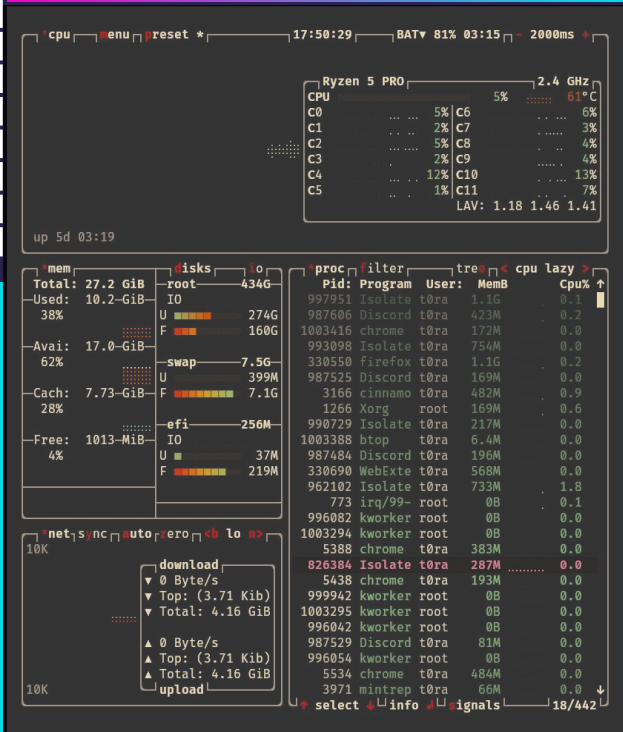 *cpu menu preset * 17:50:29 BAT▼ 81% 03:15 - 2000ms +
Ryzen 5 PRO 2.4 GHz
CPU 5% 61°C
C0 5% C6 6%
C1 2% C7 3%
C2 5% C8 4%
C3 2% C9 4%
C4 12% C10 13%
C5 1% C11 7%
LAV: 1.18 1.46 1.41
up 5d 03:19
*mem disks io
Total: 27.2 GiB
Used: 10.2 GiB
38%
Avai: 17.0 GiB
62%
Cach: 7.73 GiB
28%
Free: 1013 MiB
4%
root 434G
IO
U 274G
F 160G
swap 7.5G
U 399M
F 7.1G
efi 256M
IO
U 37M
F 219M
*net sync auto zero <b lo n>
10K
download
▼ 0 Byte/s
▼ Top: (3.71 Kib)
▼ Total: 4.16 GiB
▲ 0 Byte/s
▲ Top: (3.71 Kib)
▲ Total: 4.16 GiB
10K
upload
*proc filter tree < cpu lazy >
Pid: Program User: MemB Cpu% ↑
997951 Isolate t0ra 1.1G 0.1
987606 Discord t0ra 423M 0.2
1003416 chrome t0ra 172M 0.0
993098 Isolate t0ra 754M 0.0
330550 firefox t0ra 1.1G 0.2
987525 Discord t0ra 169M 0.0
3166 cinnamo t0ra 482M 0.9
1266 Xorg root 169M 0.6
990729 Isolate t0ra 217M 0.0
1003388 btop t0ra 6.4M 0.0
987484 Discord t0ra 196M 0.0
330690 WebExte t0ra 568M 0.0
962102 Isolate t0ra 733M 1.8
773 irq/99- root 0B 0.1
996082 kworker root 0B 0.0
1003294 kworker root 0B 0.0
5388 chrome t0ra 383M 0.0
826384 Isolate t0ra 287M 0.0
5438 chrome t0ra 193M 0.0
999942 kworker root 0B 0.0
1003295 kworker root 0B 0.0
996042 kworker root 0B 0.0
987529 Discord t0ra 81M 0.0
996054 kworker root 0B 0.0
5534 chrome t0ra 484M 0.0
3971 mintrep t0ra 66M 0.0 ↓
↑ select ↓ info ↲ signals 18/442